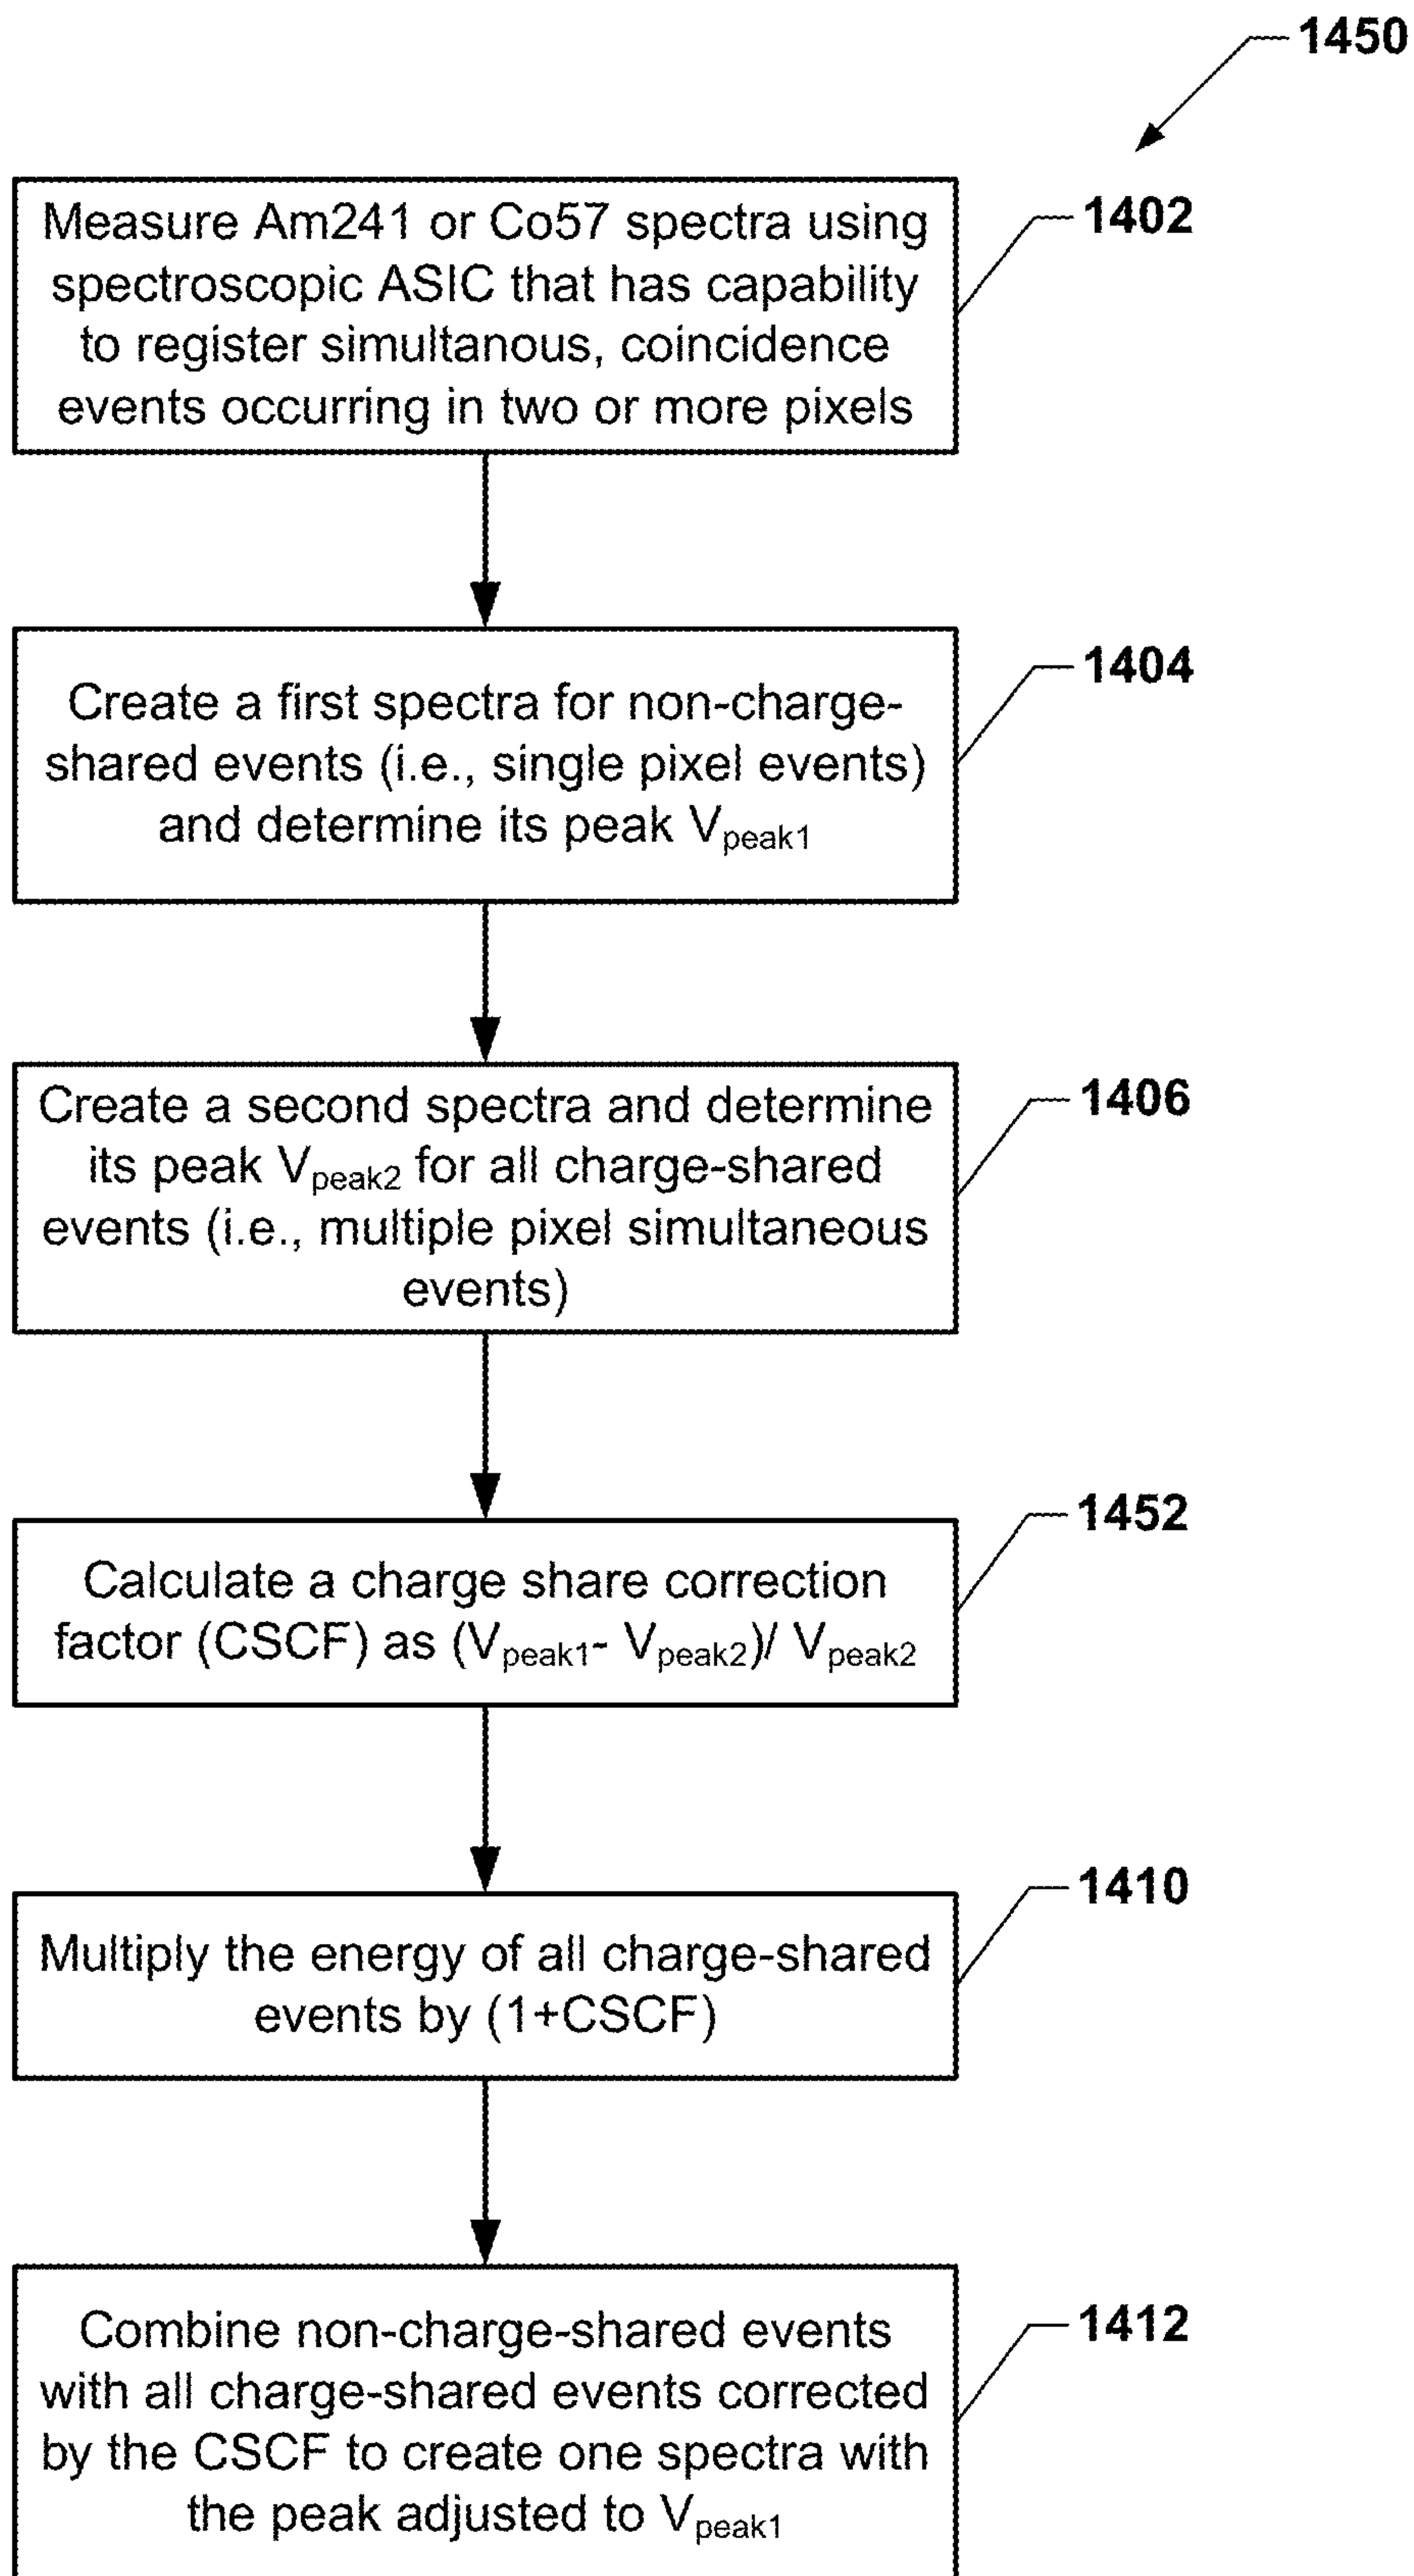 1450
Measure Am241 or Co57 spectra using
spectroscopic ASIC that has capability
to register simultanous, coincidence
events occurring in two or more pixels
1402
Create a first spectra for non-charge-
shared events (i.e., single pixel events)
and determine its peak Vpeak1
1404
Create a second spectra and determine
its peak Vpeak2 for all charge-shared
events (i.e., multiple pixel simultaneous
events)
1406
Calculate a charge share correction
factor (CSCF) as (Vpeak1- Vpeak2)/ Vpeak2
1452
Multiply the energy of all charge-shared
events by (1+CSCF)
1410
Combine non-charge-shared events
with all charge-shared events corrected
by the CSCF to create one spectra with
the peak adjusted to Vpeak1
1412